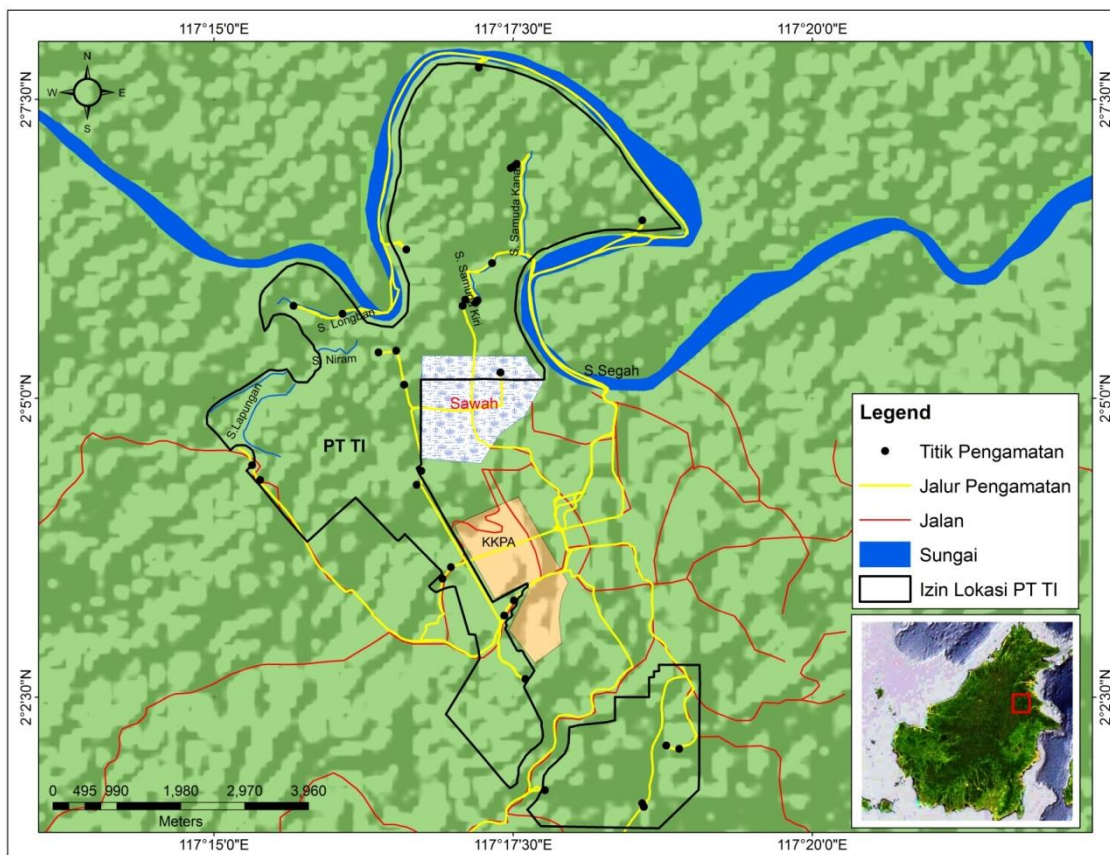 117°15'0"E 117°17'30"E 117°20'0"E
N
W E
S
2°7'30"N 2°7'30"N
S. Samuda Kanan
S. Samuda Kiri
S. Longban
S. Niram
S.Segah
S.Lapungan
2°5'0"N 2°5'0"N
Sawah
PT TI
KKPA
Legend
Titik Pengamatan
Jalur Pengamatan
Jalan
Sungai
Izin Lokasi PT TI
2°2'30"N 2°2'30"N
0 495 990 1,980 2,970 3,960
Meters
117°15'0"E 117°17'30"E 117°20'0"E